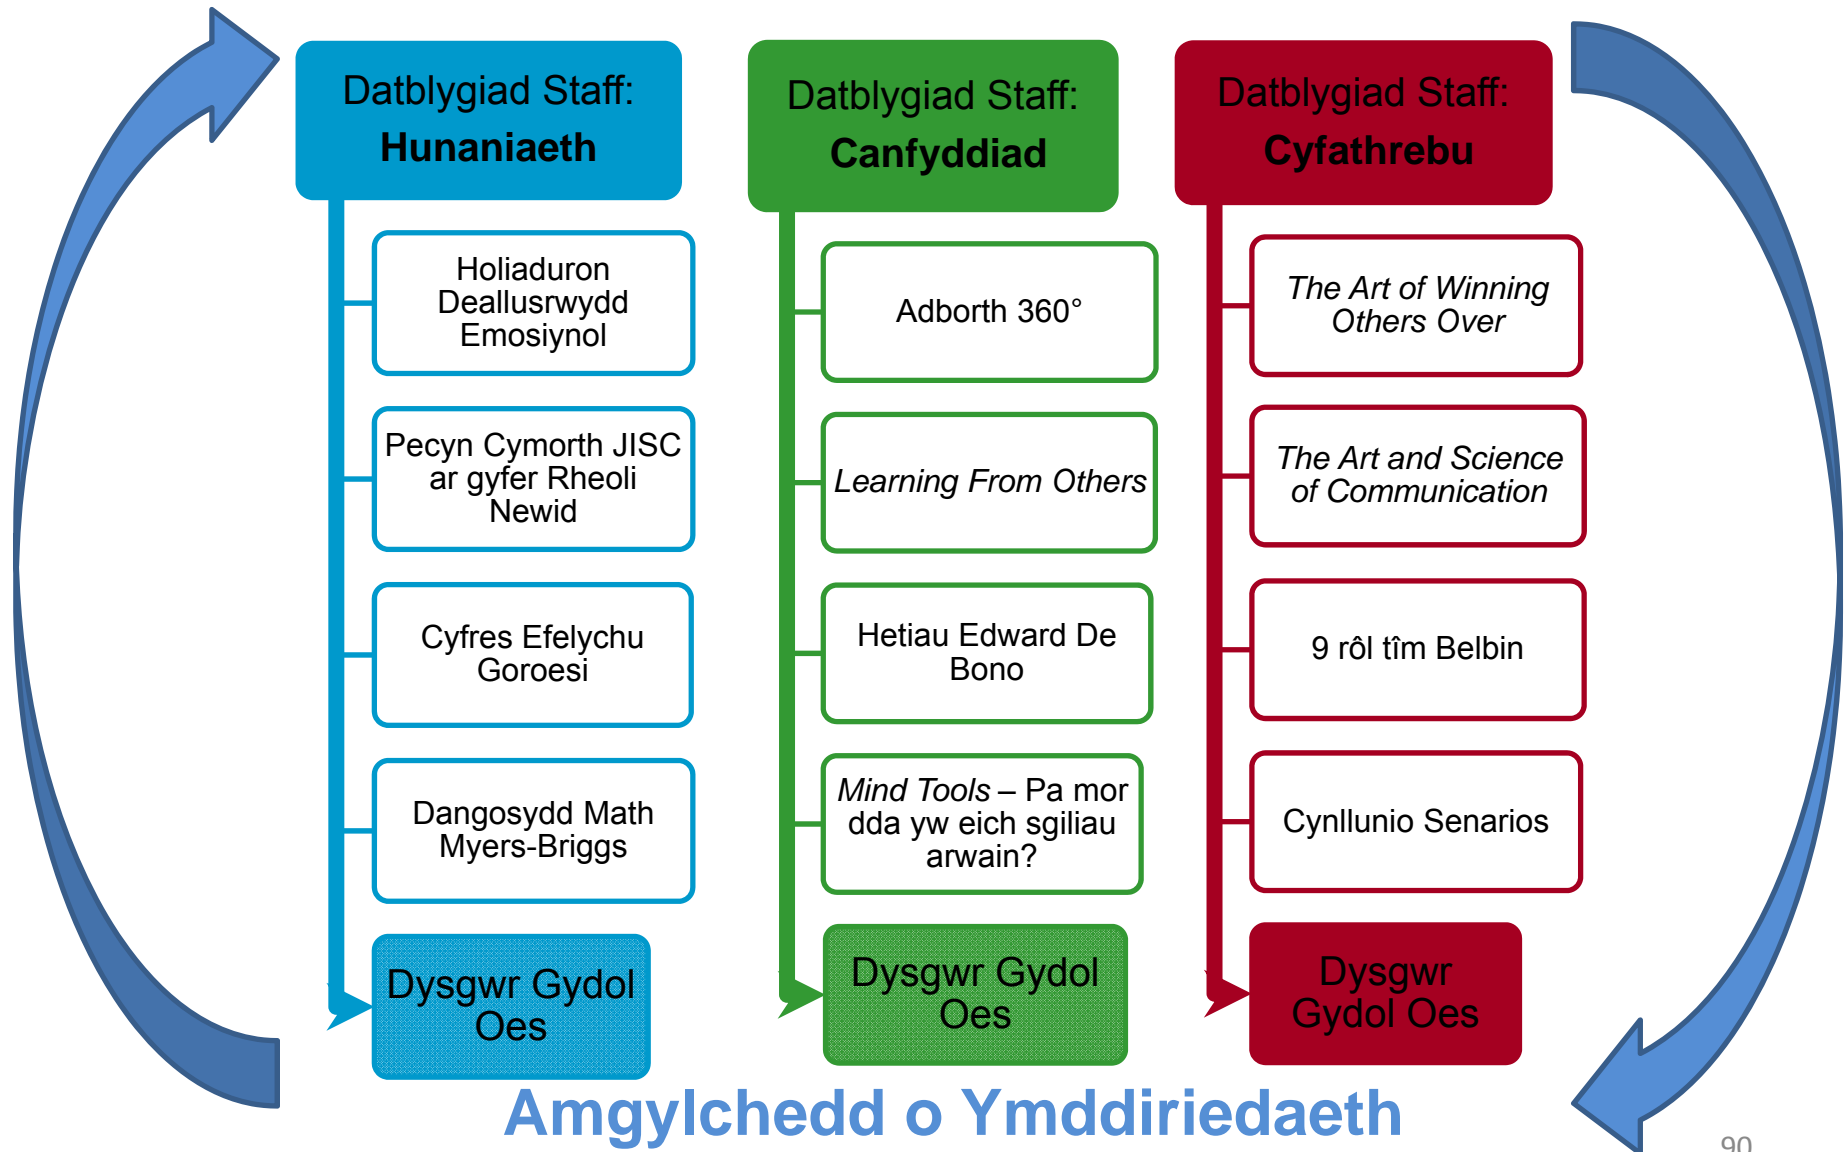 Datblygiad Staff:
Hunaniaeth
Holiaduron
Deallusrwydd
Emosiynol
Pecyn Cymorth JISC
ar gyfer Rheoli
Newid
Cyfres Efelychu
Goroesi
Dangosydd Math
Myers-Briggs
Dysgwr Gydol
Oes
Datblygiad Staff:
Canfyddiad
Adborth 360°
Learning From Others
Hetiau Edward De
Bono
Mind Tools – Pa mor
dda yw eich sgiliau
arwain?
Dysgwr Gydol
Oes
Datblygiad Staff:
Cyfathrebu
The Art of Winning
Others Over
The Art and Science
of Communication
9 rôl tîm Belbin
Cynllunio Senarios
Dysgwr
Gydol Oes
Amgylchedd o Ymddiriedaeth
90